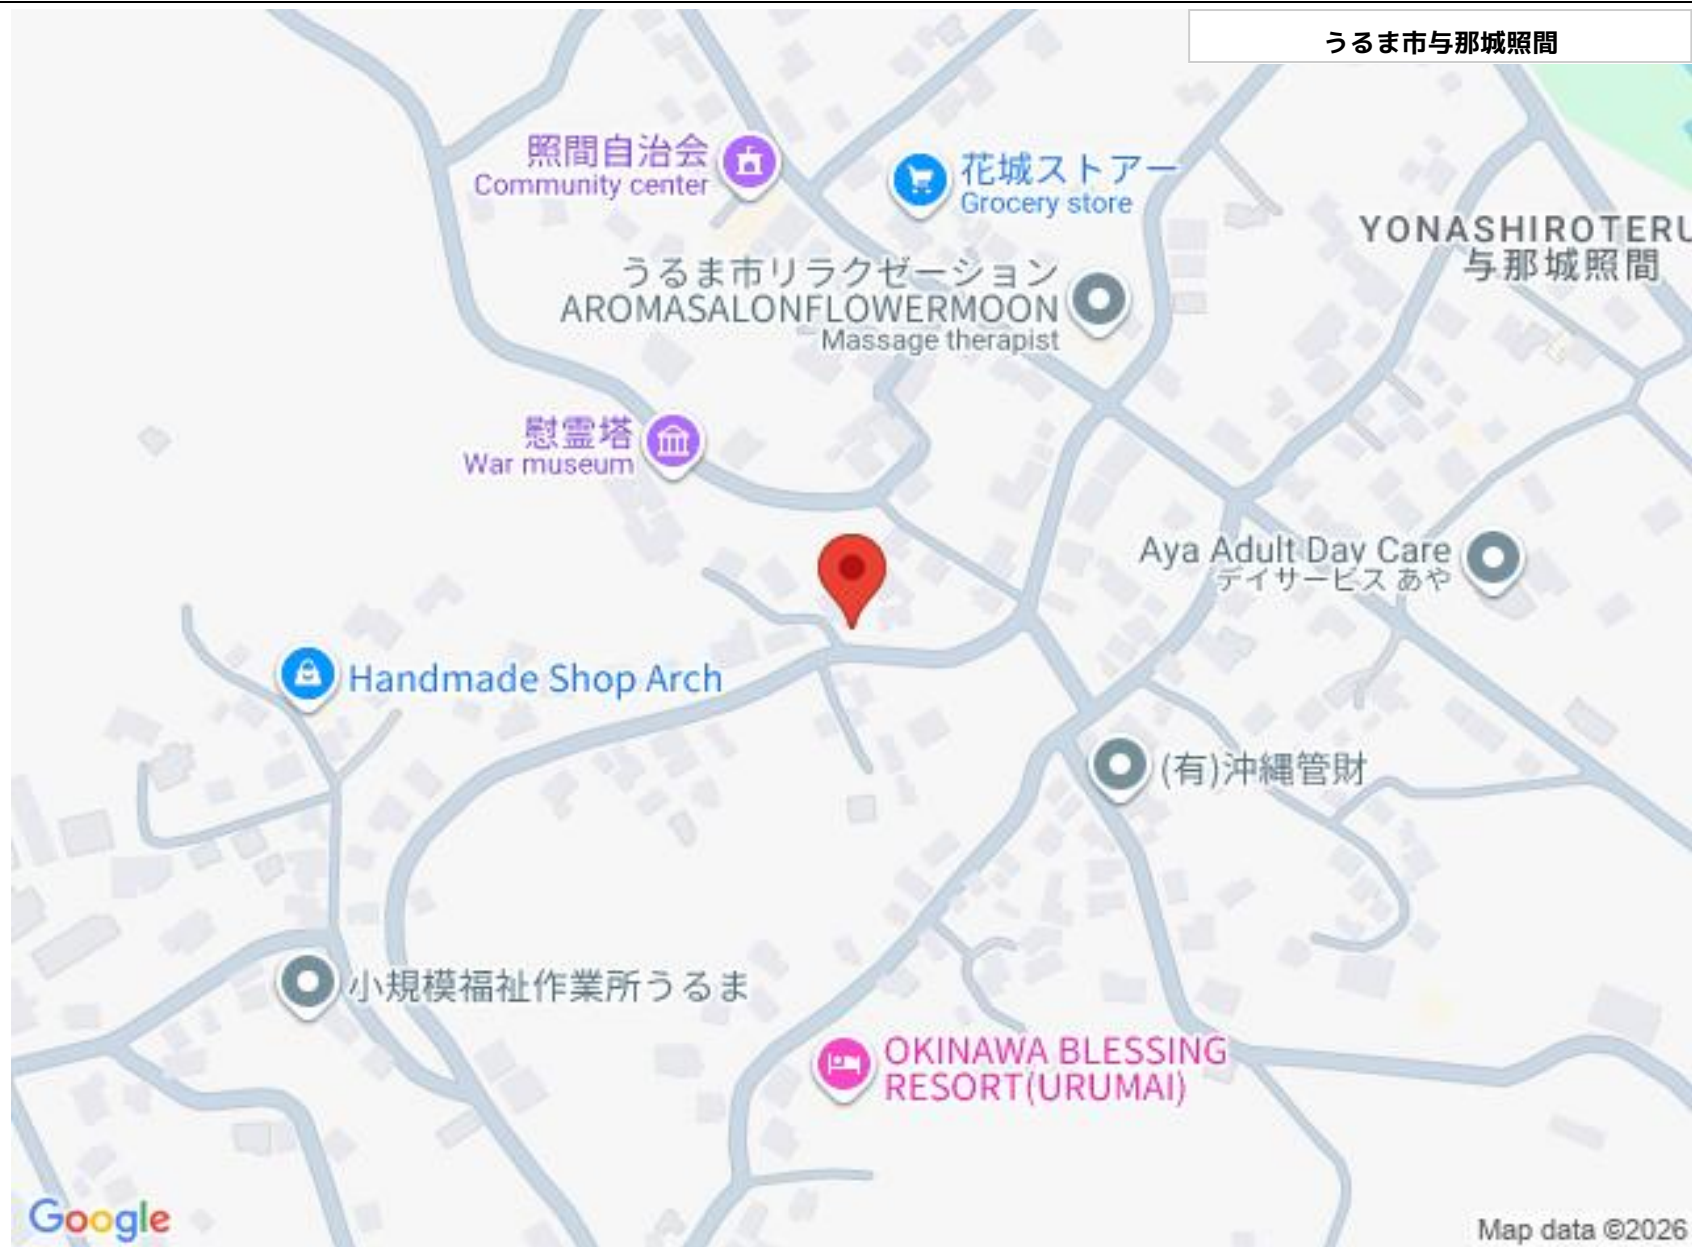 うるま市与那城照間
照間自治会
Community center
花城ストアー
Grocery store
YONASHIROTERU
与那城照間
うるま市リラクゼーション
AROMASALONFLOWERMOON
Massage therapist
慰霊塔
War museum
Aya Adult Day Care
デイサービス あや
Handmade Shop Arch
(有)沖縄管財
小規模福祉作業所うるま
OKINAWA BLESSING
RESORT(URUMAI)
Google
Map data ©2026